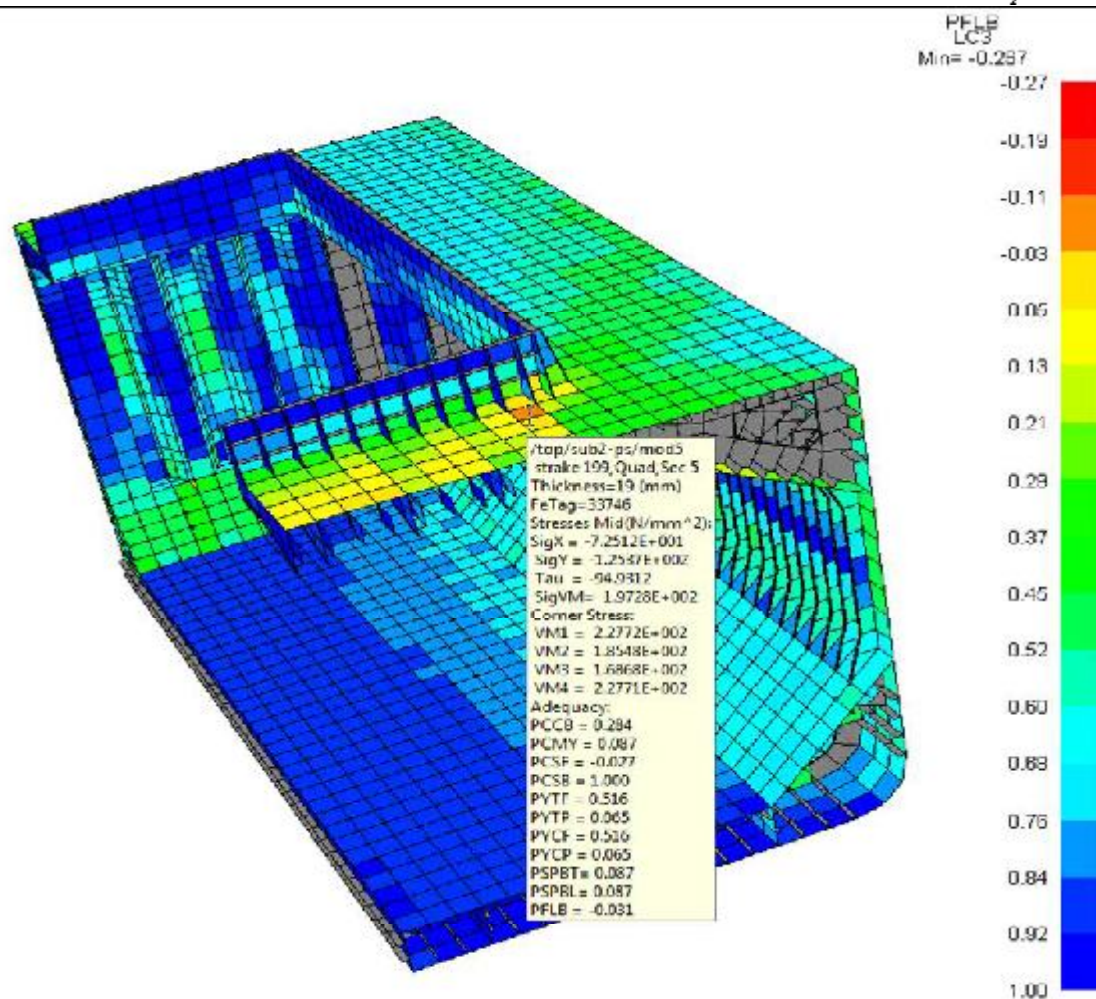 PFLB
LC3
Min= -0.267
-0.27
-0.19
-0.11
-0.03
0.05
0.13
0.21
0.29
0.37
0.45
0.52
0.60
0.68
0.76
0.84
0.92
1.00
/top/sub2-ps/mod5
strake 199,Quad,Sec 5
Thickness=19 (mm)
FeTag=33746
Stresses Mid(N/mm^2):
SigX = -7.2512E+001
SigY = -1.2537E+002
Tau = -94.9312
SigVM= 1.9728E+002
Corner Stress:
VM1 = 2.2772E+002
VM2 = 1.8548E+002
VM3 = 1.6868E+002
VM4 = 2.2771E+002
Adequacy:
PCCB = 0.284
PCMY = 0.087
PCSF = -0.027
PCSB = 1.000
PYTF = 0.516
PYTP = 0.065
PYCF = 0.516
PYCP = 0.065
PSPBT= 0.087
PSPBL= 0.087
PFLB = -0.031